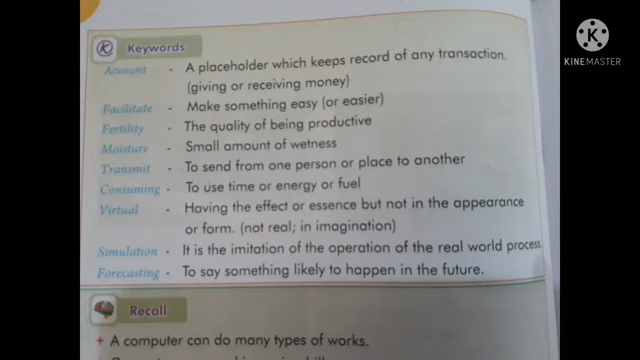 K
KINEMASTER
K Keywords
Account - A placeholder which keeps record of any transaction.
(giving or receiving money)
Facilitate - Make something easy (or easier)
Fertility - The quality of being productive
Moisture - Small amount of wetness
Transmit - To send from one person or place to another
Consuming - To use time or energy or fuel
Virtual - Having the effect or essence but not in the appearance
or form. (not real; in imagination)
Simulation - It is the imitation of the operation of the real world process.
Forecasting - To say something likely to happen in the future.
Recall
+ A computer can do many types of works.